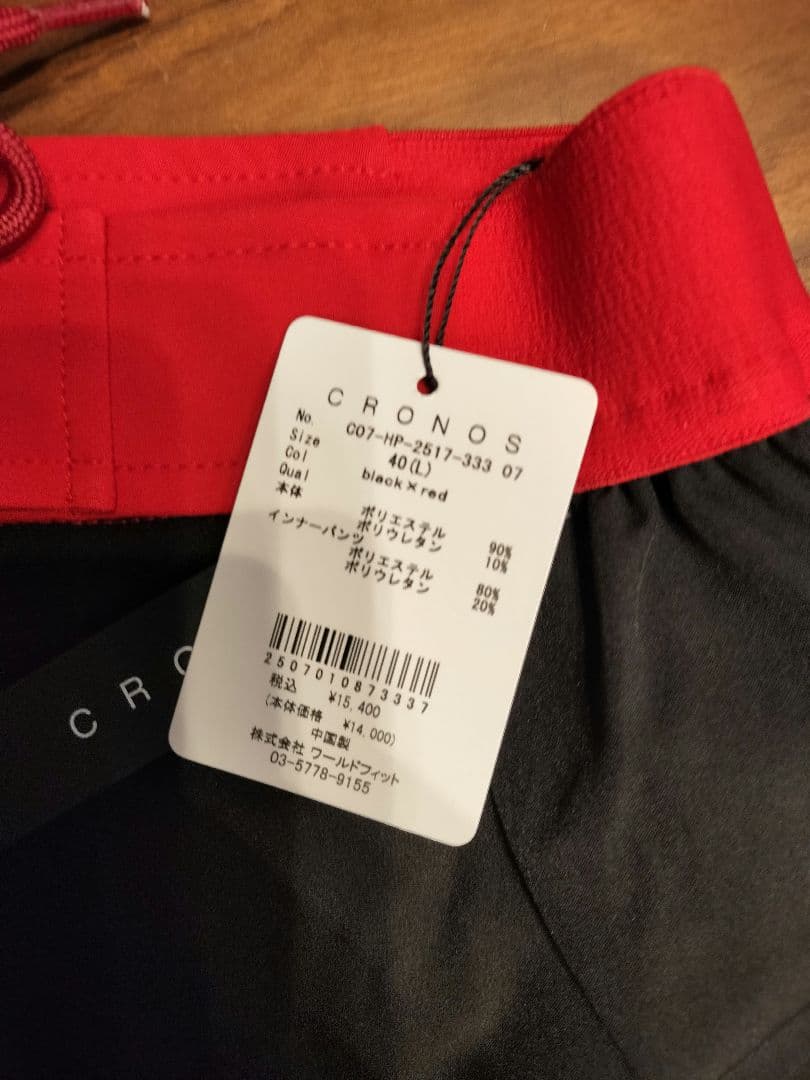 CRONOS
No. C07-HP-2517-333 07
Size 40(L)
Col black×red
Qual
本体
ポリエステル 90%
ポリウレタン 10%
インナーパンツ
ポリエステル 80%
ポリウレタン 20%
2507010873337
税込 ¥15,400
(本体価格 ¥14,000)
中国製
株式会社 ワールドフィット
03-5778-9155
CRO